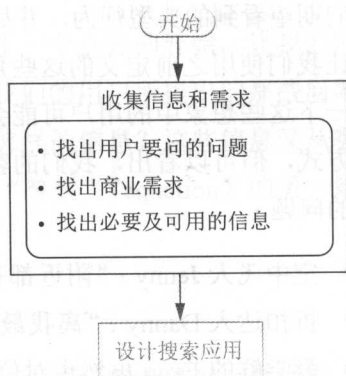 开始
收集信息和需求
• 找出用户要问的问题
• 找出商业需求
• 找出必要及可用的信息
设计搜索应用